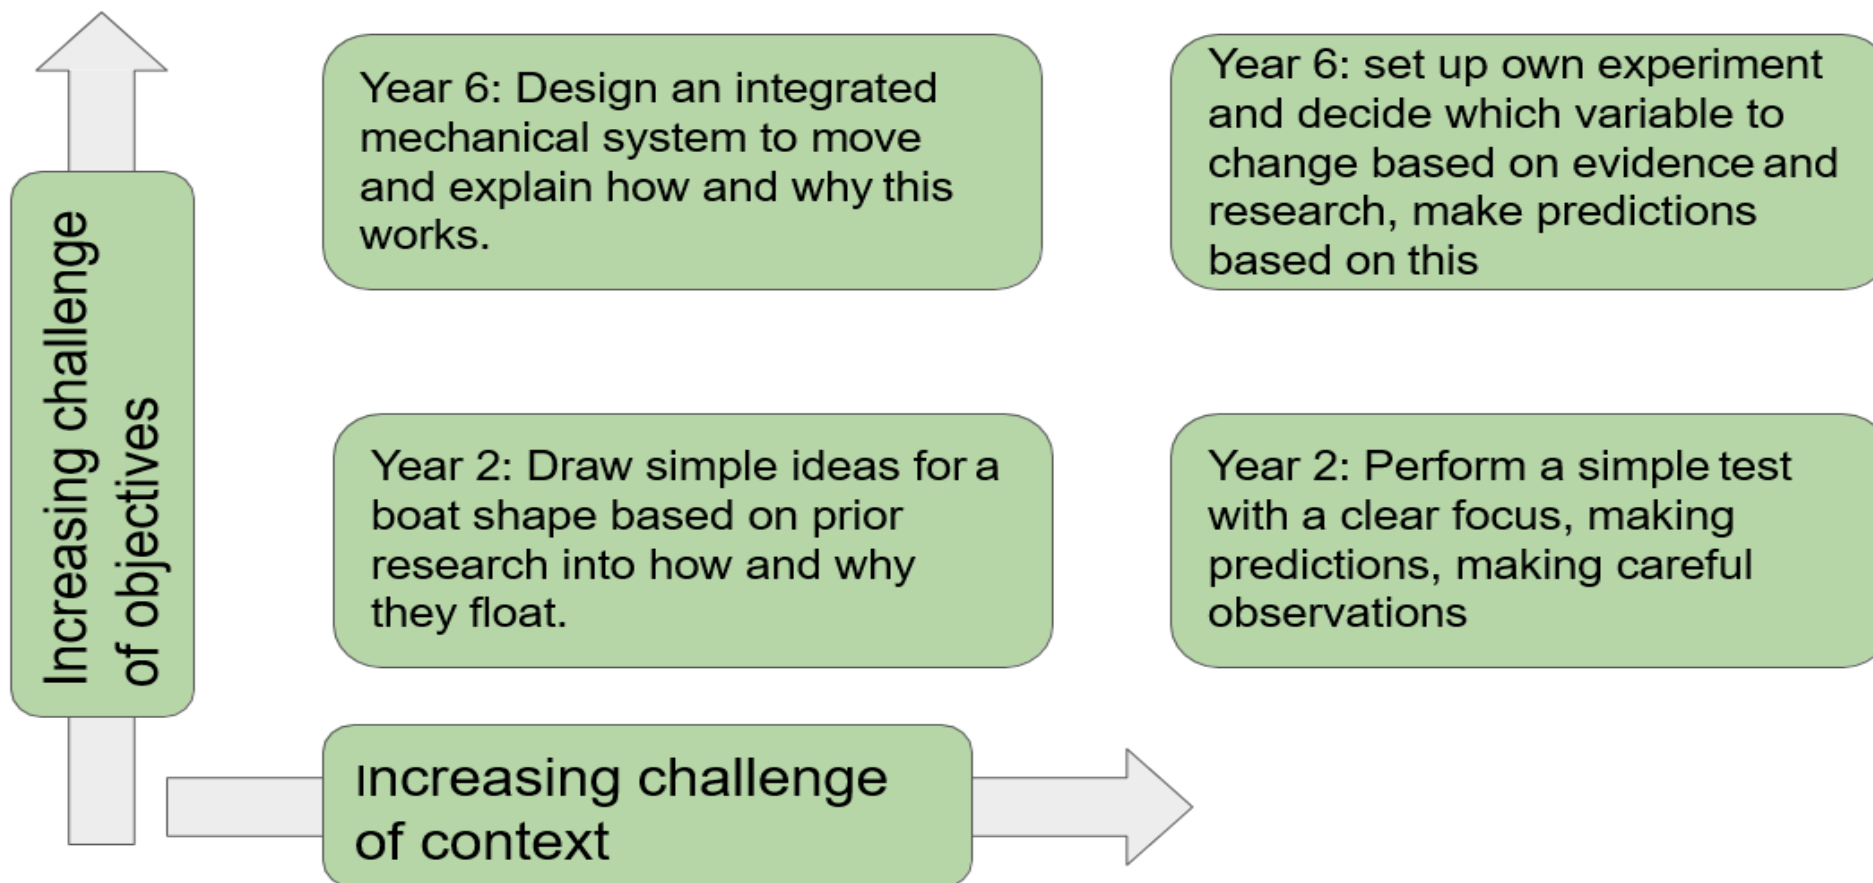 Increasing challenge
of objectives
Year 6: Design an integrated
mechanical system to move
and explain how and why this
works.
Year 6: set up own experiment
and decide which variable to
change based on evidence and
research, make predictions
based on this
Year 2: Draw simple ideas for a
boat shape based on prior
research into how and why
they float.
Year 2: Perform a simple test
with a clear focus, making
predictions, making careful
observations
Increasing challenge
of context